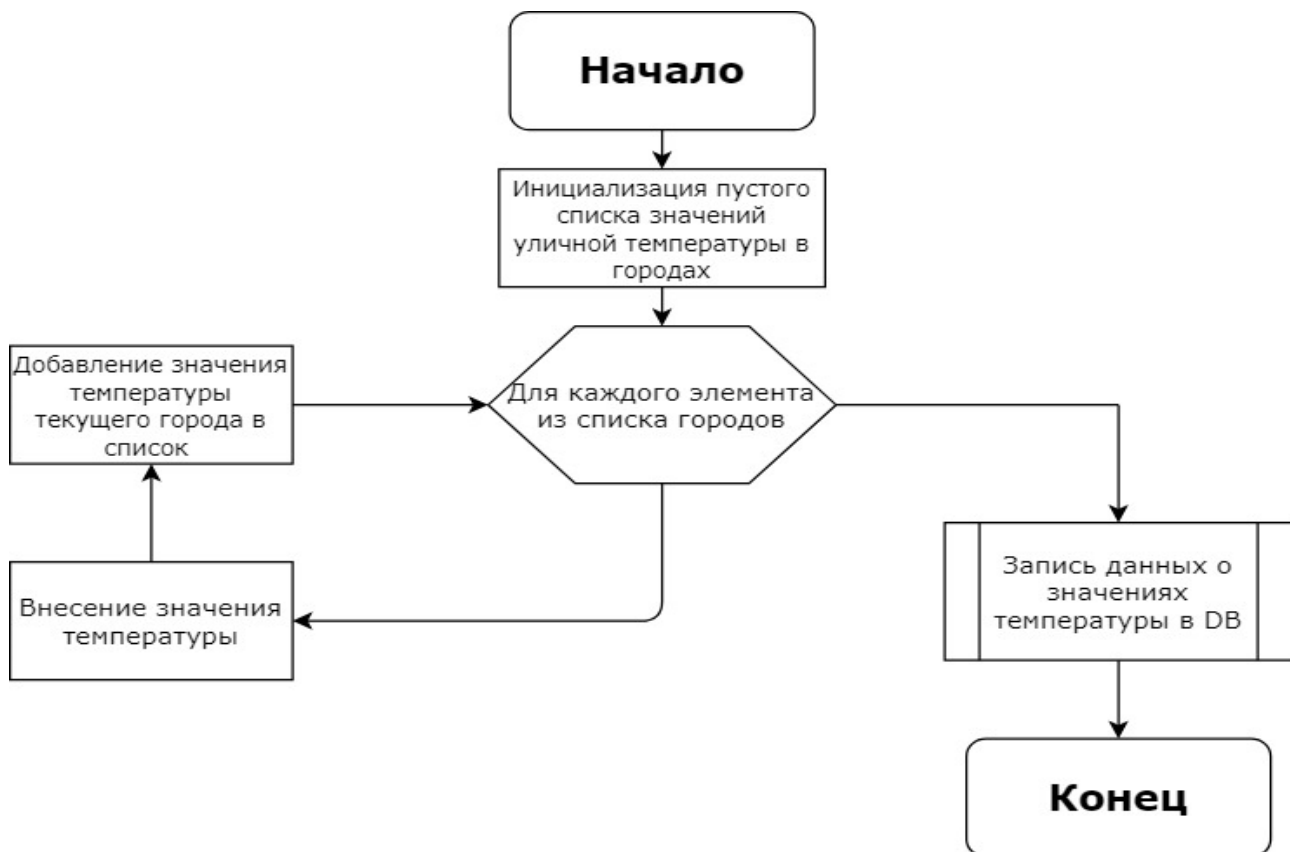 Начало
Инициализация пустого
списка значений
уличной температуры в
городах
Для каждого элемента
из списка городов
Добавление значения
температуры
текущего города в
список
Внесение значения
температуры
Запись данных о
значениях
температуры в DB
Конец